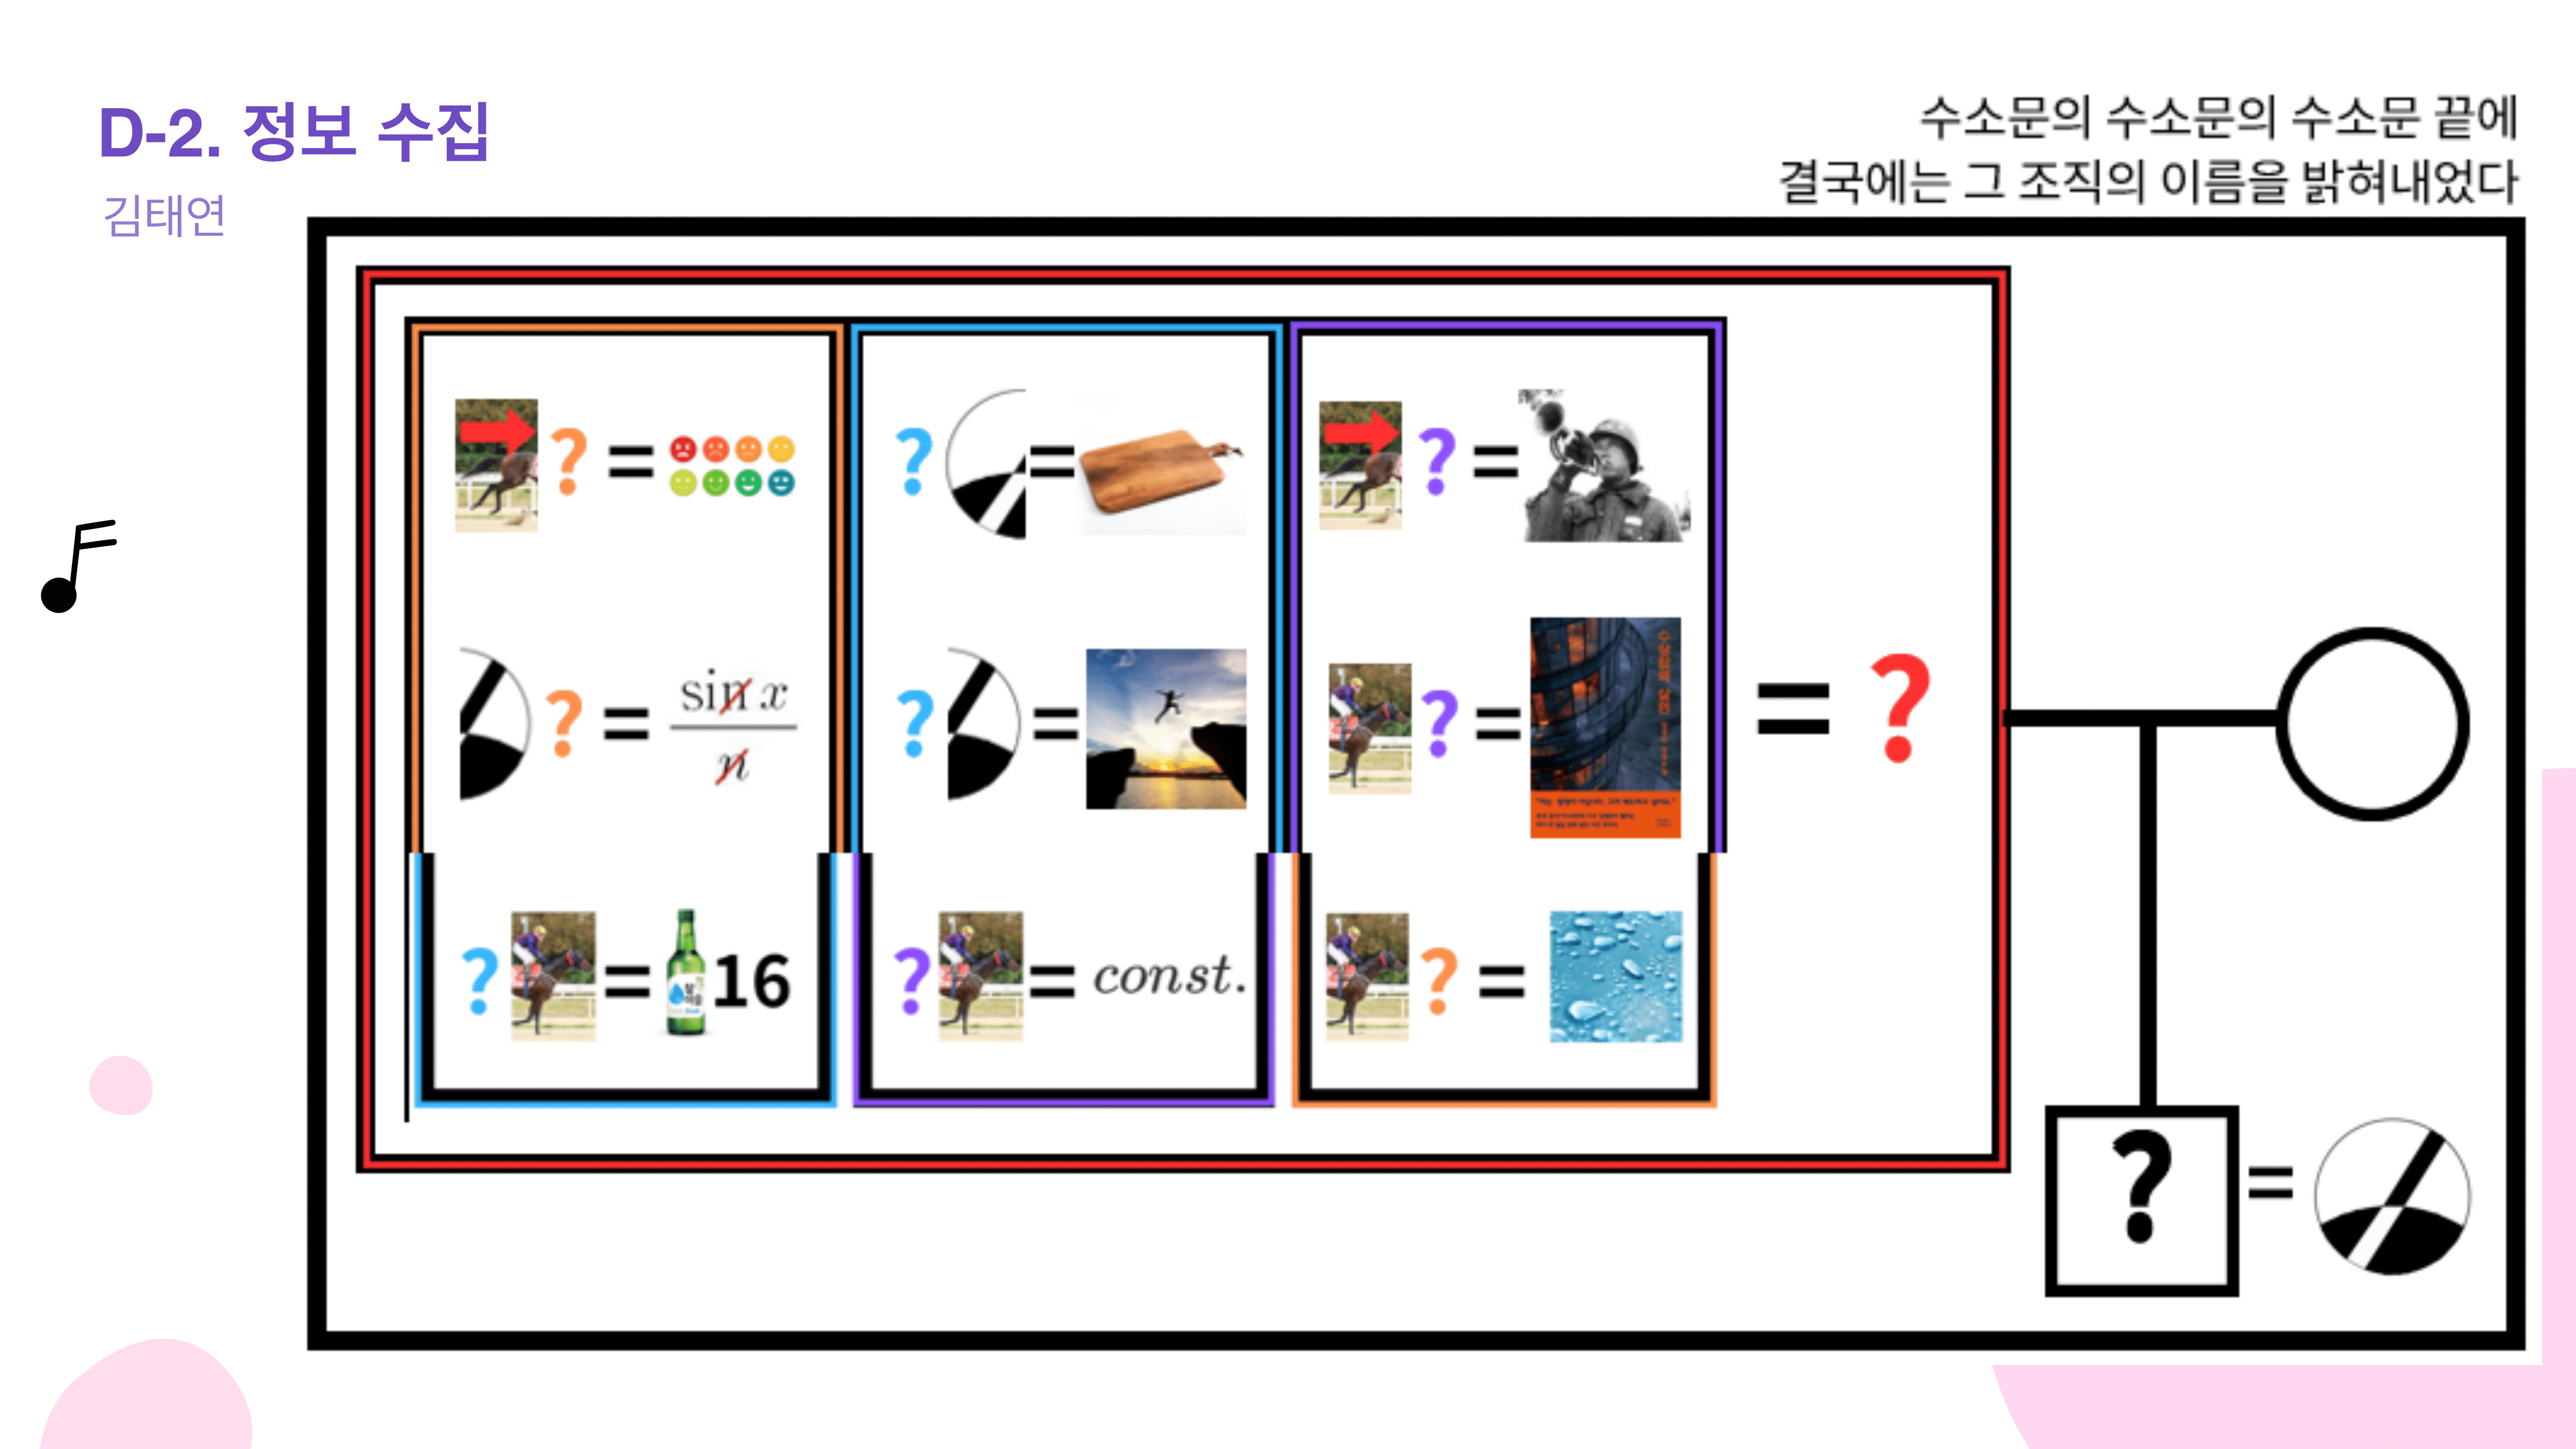 D-2. 정보 수집
김태연
수소문의 수소문의 수소문 끝에
결국에는 그 조직의 이름을 밝혀내었다
? =
? =
? =
? = sin x / n
? =
? =
= ?
? = 16
? = const.
? =
? =